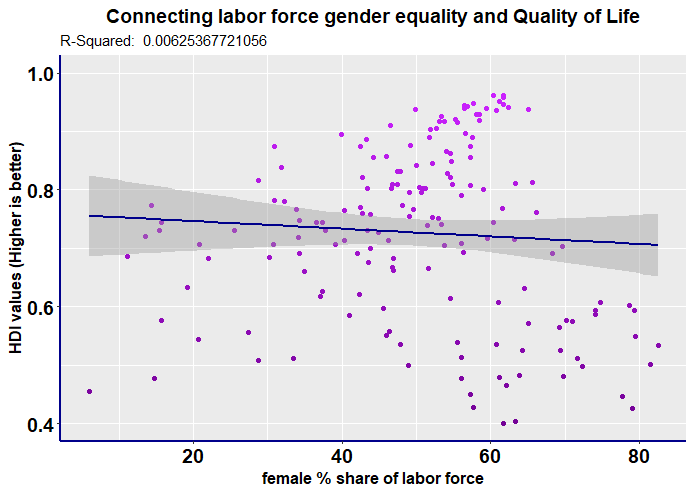 Connecting labor force gender equality and Quality of Life
R-Squared:  0.00625367721056
1.0
0.8
0.6
0.4
HDI values (Higher is better)
20 40 60 80
female % share of labor force